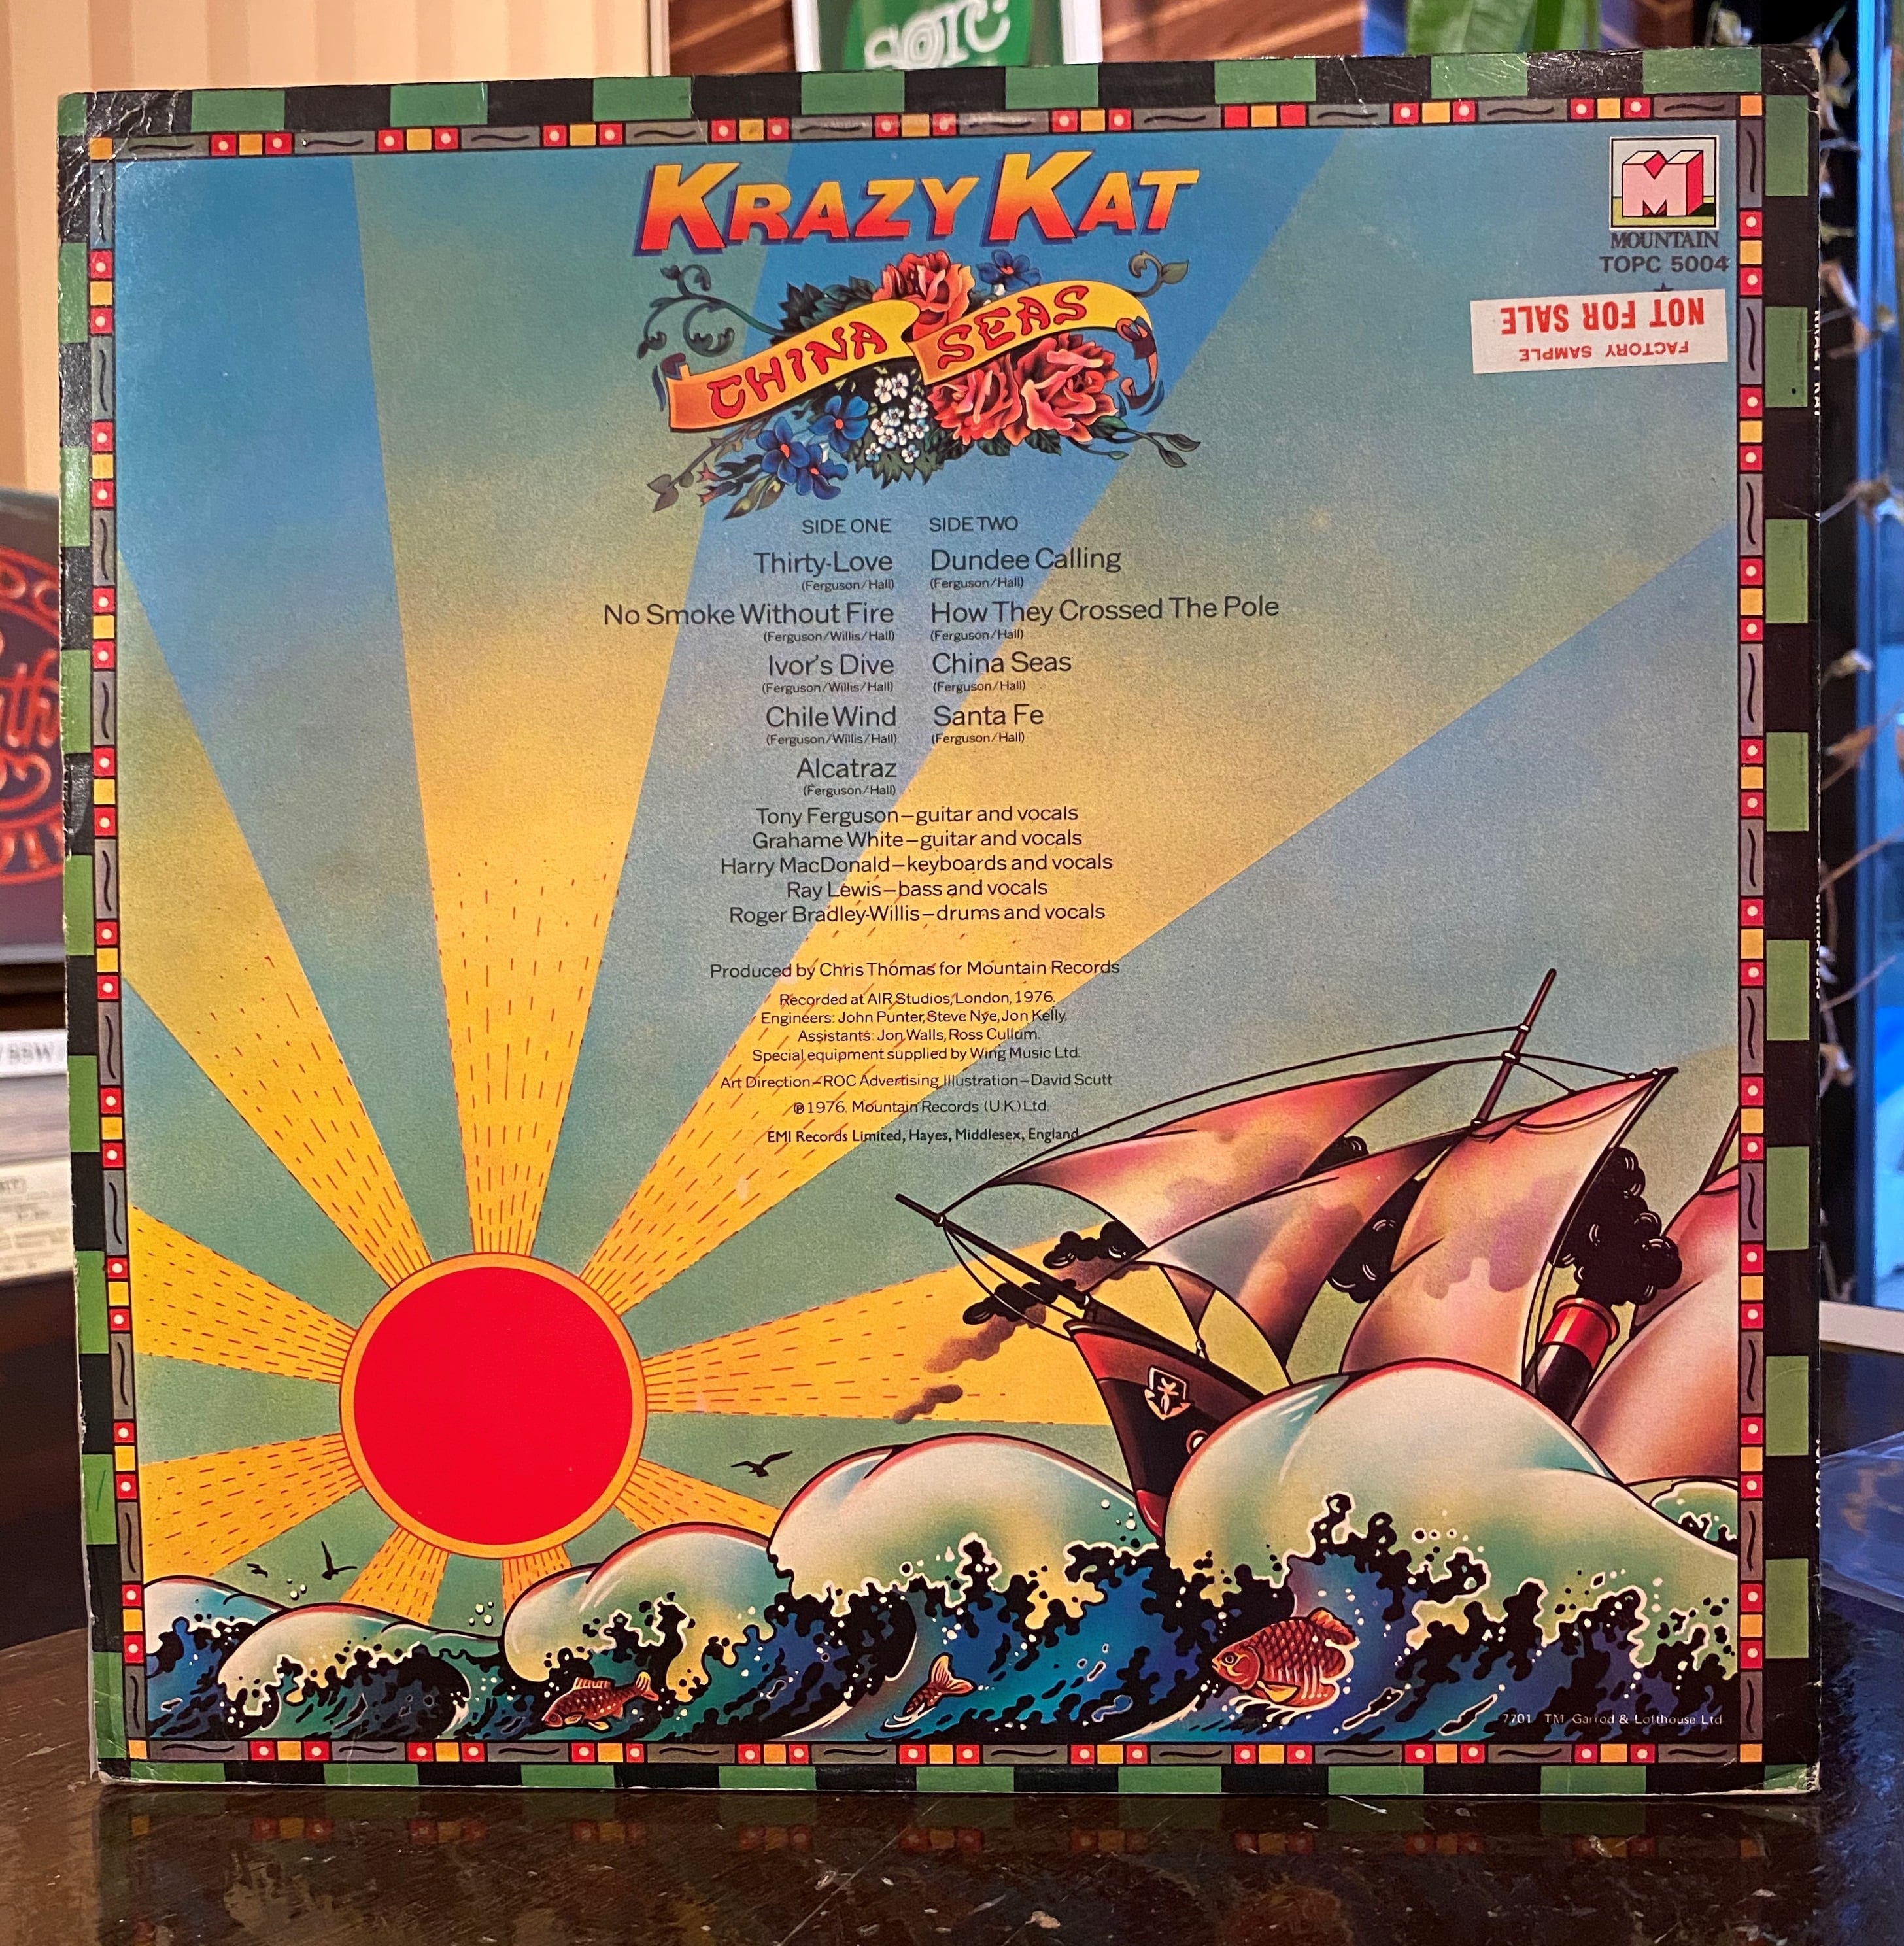 KRAZY KAT
CHINA SEAS
M
MOUNTAIN
TOPC 5004
FACTORY SAMPLE
NOT FOR SALE
SIDE ONE
Thirty-Love
(Ferguson/Hall)
No Smoke Without Fire
(Ferguson/Willis/Hall)
Ivor's Dive
(Ferguson/Willis/Hall)
Chile Wind
(Ferguson/Willis/Hall)
Alcatraz
(Ferguson/Hall)
SIDE TWO
Dundee Calling
(Ferguson/Hall)
How They Crossed The Pole
(Ferguson/Hall)
China Seas
(Ferguson/Hall)
Santa Fe
(Ferguson/Hall)
Tony Ferguson–guitar and vocals
Grahame White–guitar and vocals
Harry MacDonald–keyboards and vocals
Ray Lewis–bass and vocals
Roger Bradley-Willis–drums and vocals
Produced by Chris Thomas for Mountain Records
Recorded at AIR Studios, London, 1976.
Engineers: John Punter, Steve Nye, Jon Kelly.
Assistants: Jon Walls, Ross Cullum.
Special equipment supplied by Wing Music Ltd.
Art Direction–ROC Advertising, Illustration–David Scutt
℗ 1976. Mountain Records (U.K.) Ltd.
EMI Records Limited, Hayes, Middlesex, England.
7701 TM Garrod & Lofthouse Ltd